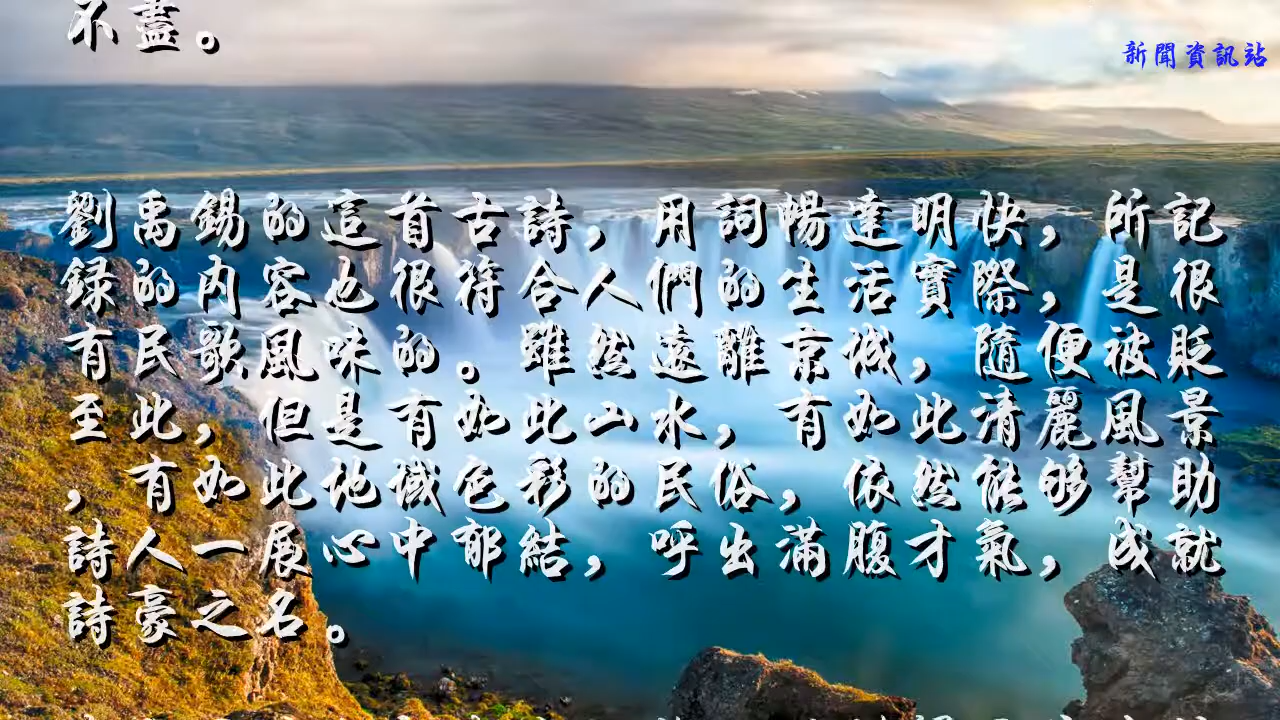 不盡。
新聞資訊站
劉禹錫的這首古詩，用詞暢達明快，所記
録的内容也很符合人們的生活實際，是很
有民歌風味的。雖然遠離京城，隨便被貶
至此，但是有如此山水，有如此清麗風景
，有如此地域色彩的民俗，依然能够幫助
詩人一展心中郁結，呼出滿腹才氣，成就
詩豪之名。